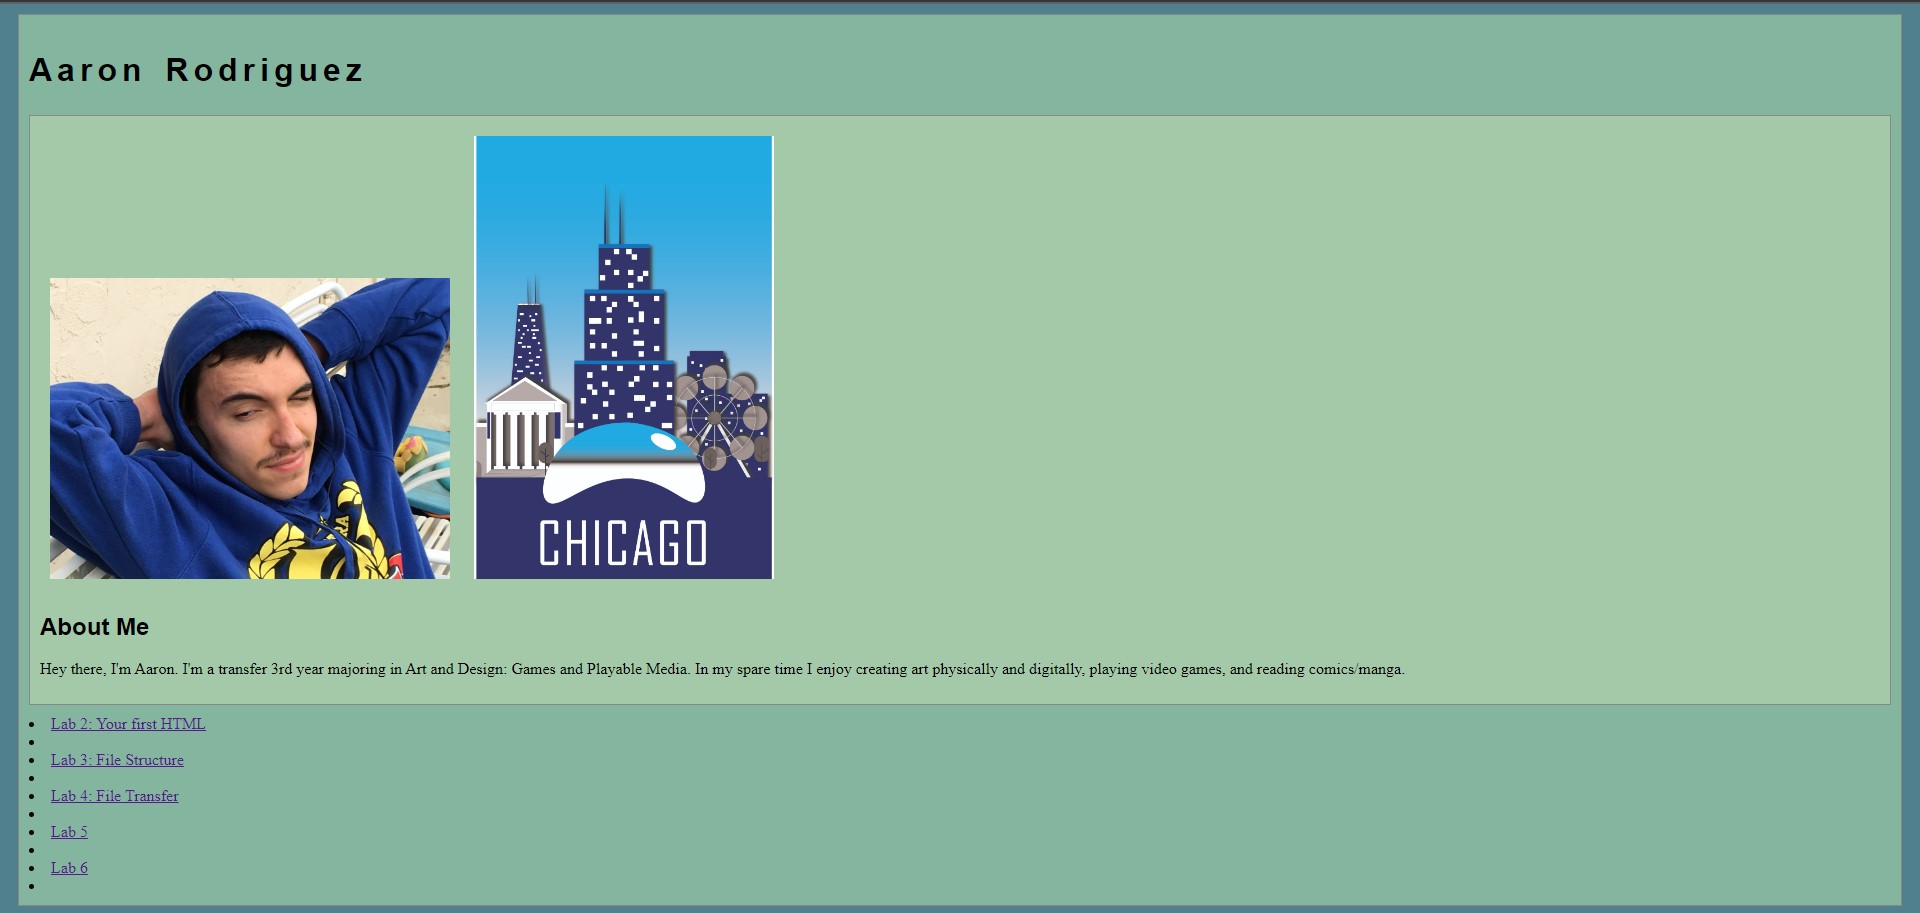 Aaron Rodriguez
CHICAGO
About Me
Hey there, I'm Aaron. I'm a transfer 3rd year majoring in Art and Design: Games and Playable Media. In my spare time I enjoy creating art physically and digitally, playing video games, and reading comics/manga.
Lab 2: Your first HTML
Lab 3: File Structure
Lab 4: File Transfer
Lab 5
Lab 6